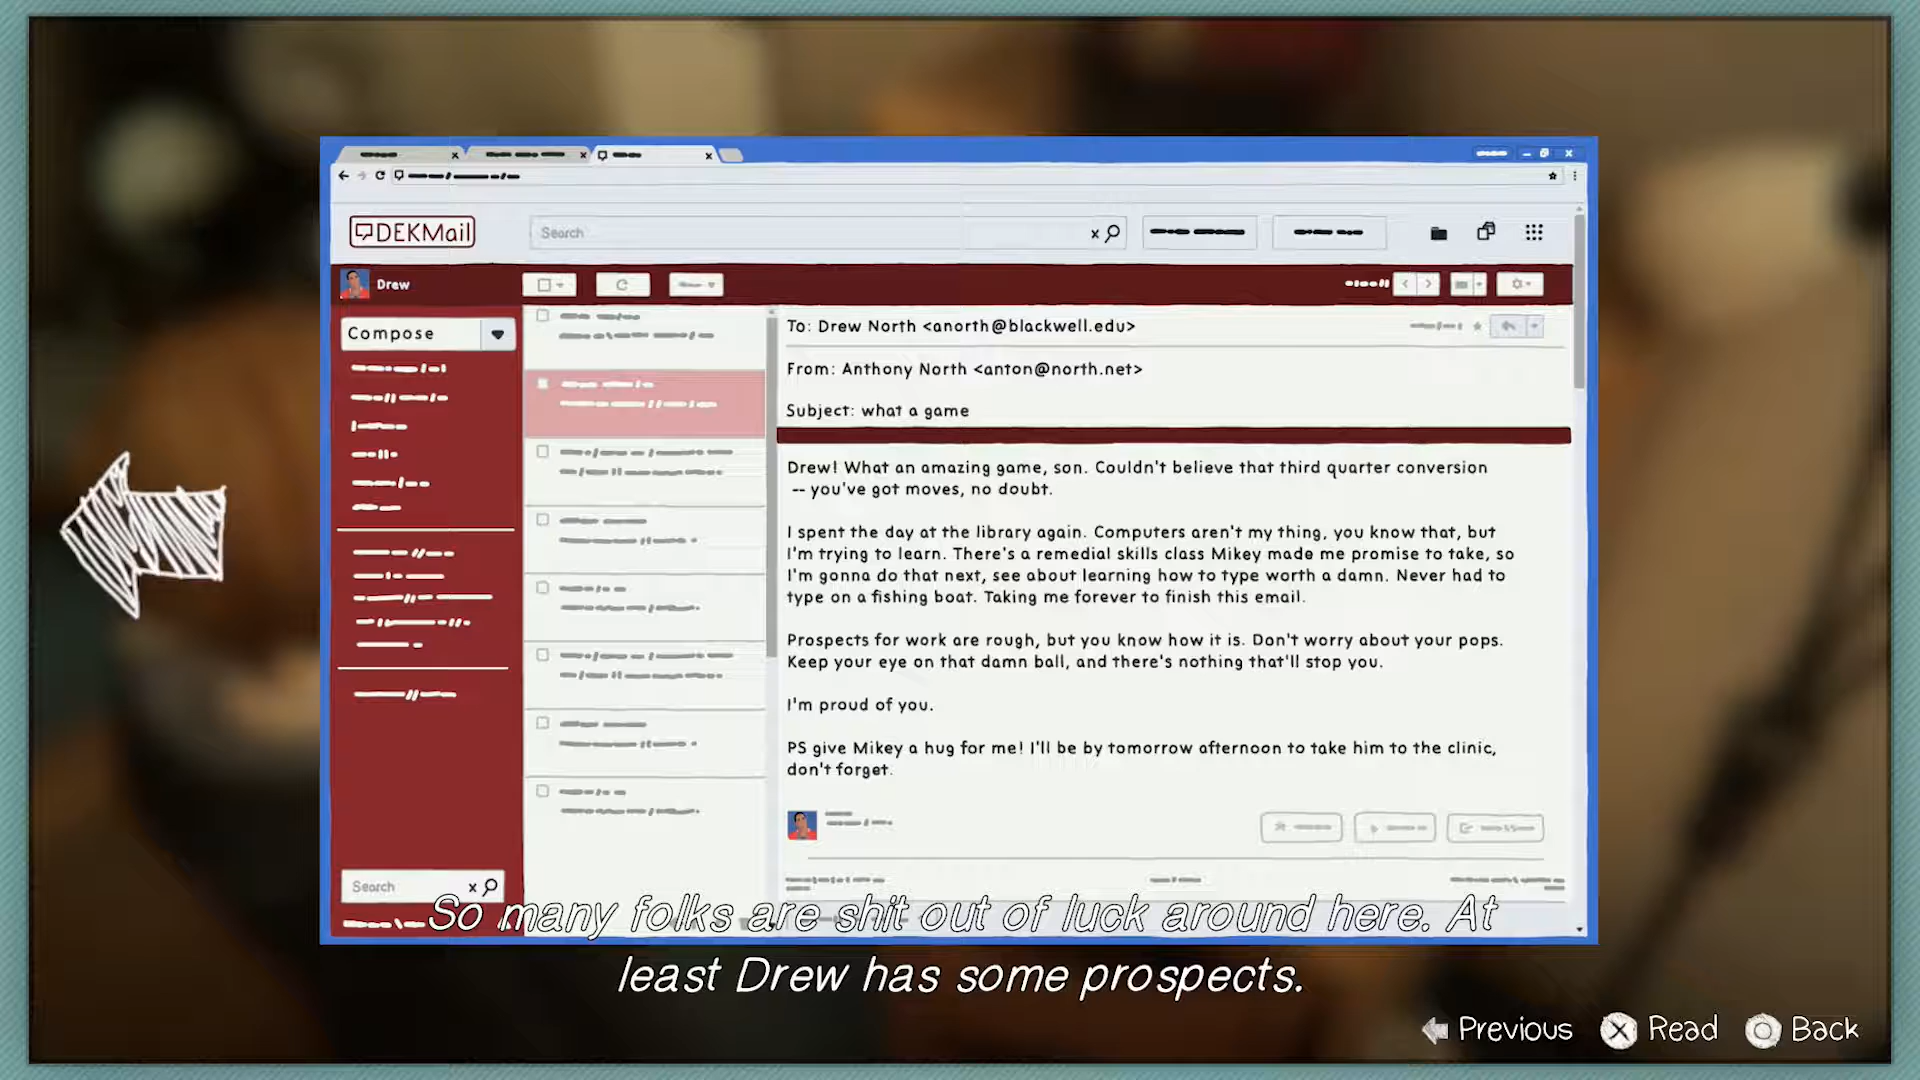 DEKMail
Search
Drew
Compose
To: Drew North <anorth@blackwell.edu>
From: Anthony North <anton@north.net>
Subject: what a game
Drew! What an amazing game, son. Couldn't believe that third quarter conversion
-- you've got moves, no doubt.
I spent the day at the library again. Computers aren't my thing, you know that, but
I'm trying to learn. There's a remedial skills class Mikey made me promise to take, so
I'm gonna do that next, see about learning how to type worth a damn. Never had to
type on a fishing boat. Taking me forever to finish this email.
Prospects for work are rough, but you know how it is. Don't worry about your pops.
Keep your eye on that damn ball, and there's nothing that'll stop you.
I'm proud of you.
PS give Mikey a hug for me! I'll be by tomorrow afternoon to take him to the clinic,
don't forget.
Search
So many folks are shit out of luck around here. At
least Drew has some prospects.
Previous
Read
Back